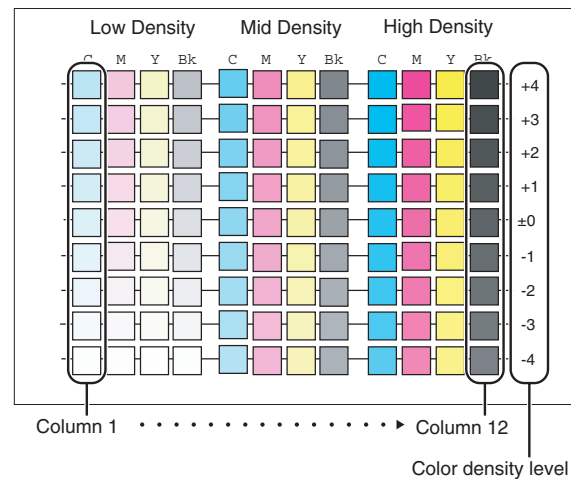 Low Density Mid Density High Density
C M Y Bk C M Y Bk C M Y Bk
+4
+3
+2
+1
±0
-1
-2
-3
-4
Column 1 Column 12
Color density level